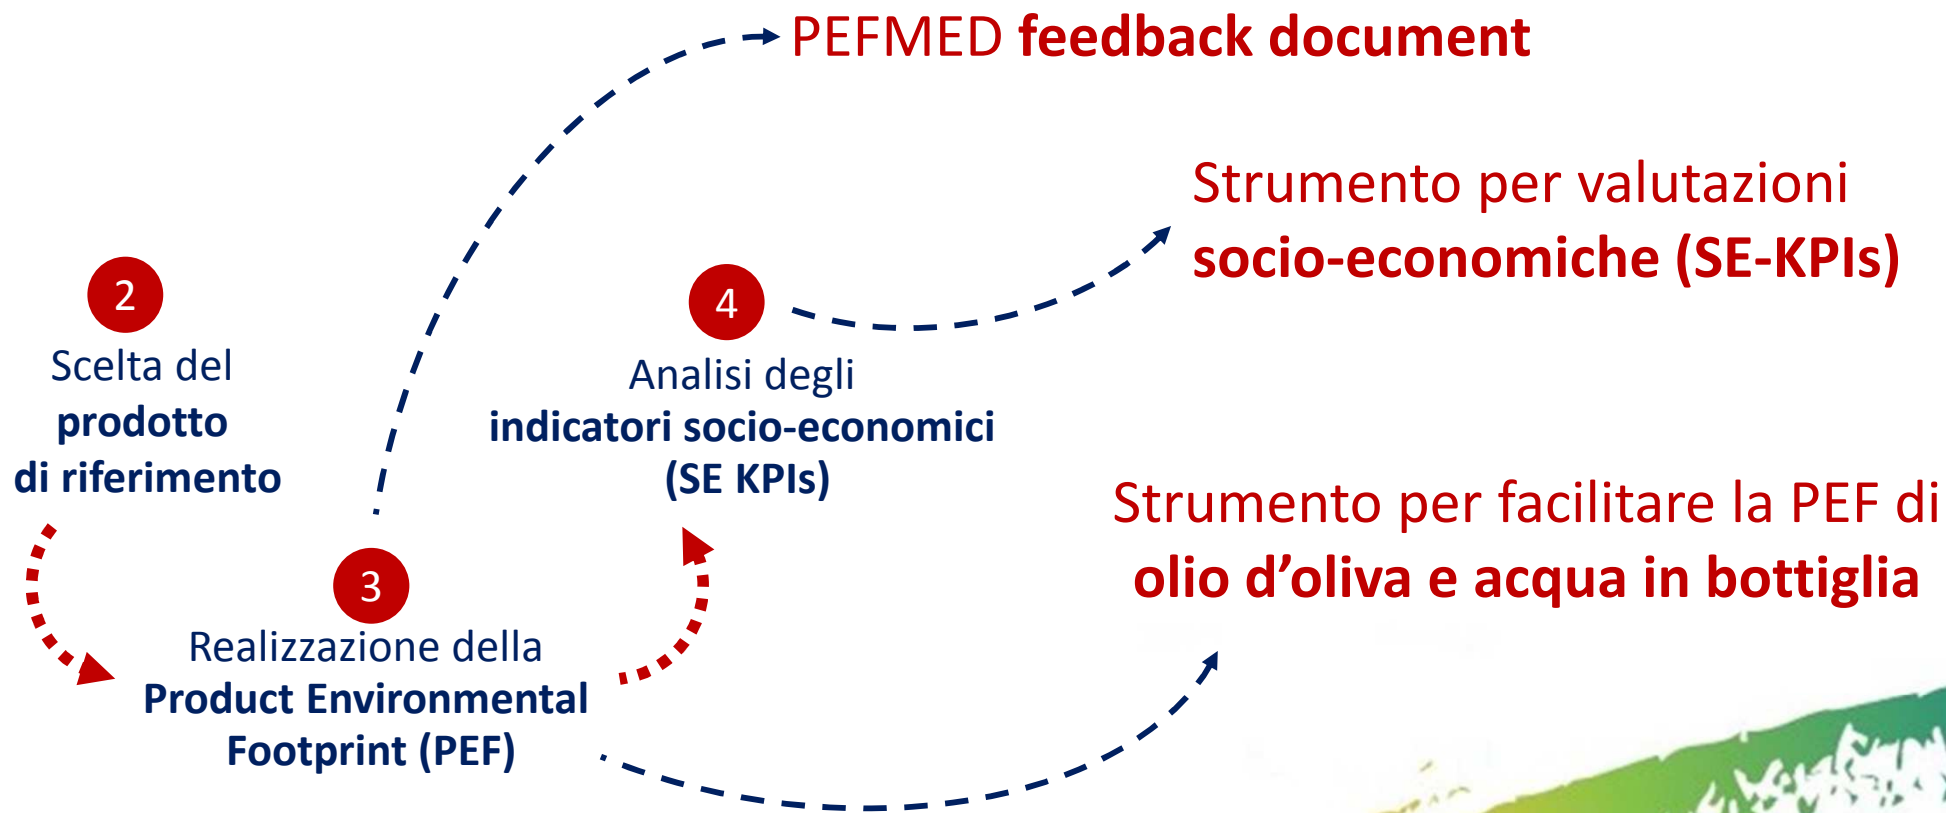 PEFMED feedback document
Strumento per valutazioni
socio-economiche (SE-KPIs)
2
Scelta del
prodotto
di riferimento
4
Analisi degli
indicatori socio-economici
(SE KPIs)
Strumento per facilitare la PEF di
olio d’oliva e acqua in bottiglia
3
Realizzazione della
Product Environmental
Footprint (PEF)